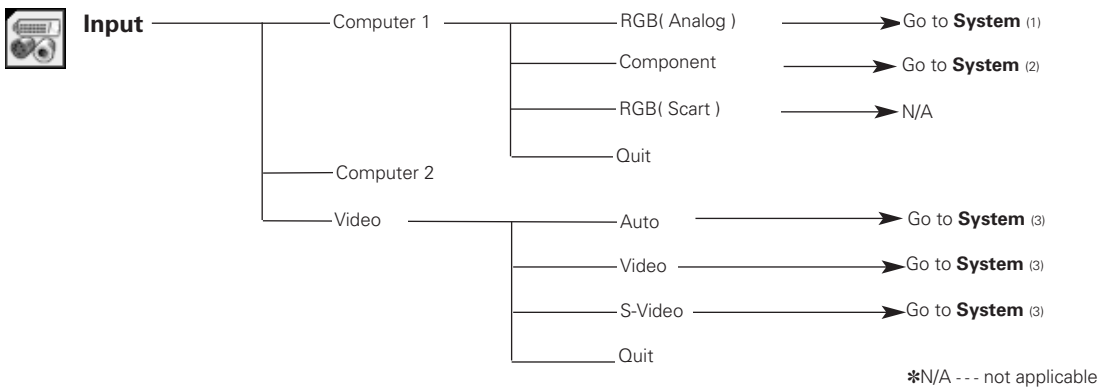 Input Computer 1 RGB( Analog ) Go to System (1)
Component Go to System (2)
RGB( Scart ) N/A
Quit
Computer 2
Video Auto Go to System (3)
Video Go to System (3)
S-Video Go to System (3)
Quit
✽N/A - - - not applicable